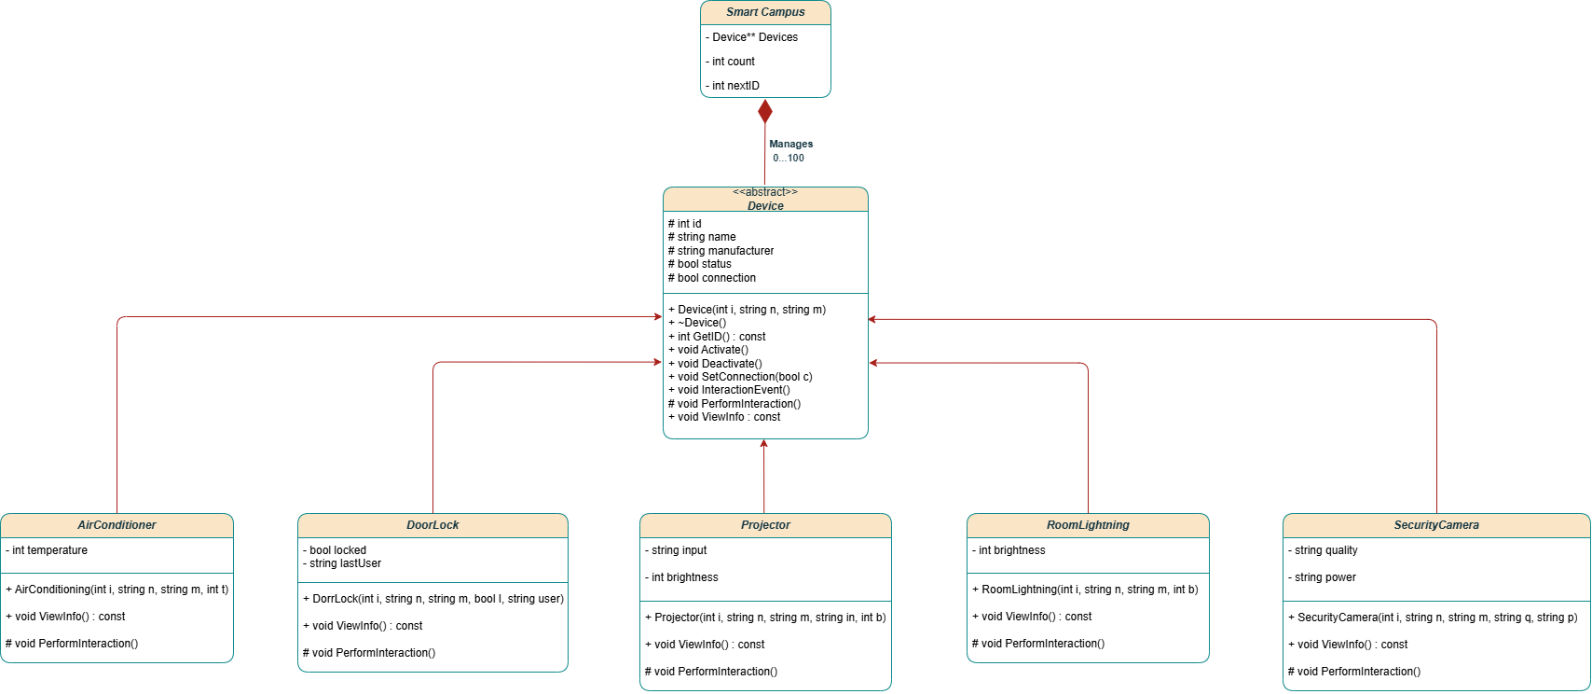 Smart Campus
- Device** Devices
- int count
- int nextID
Manages
0...100
<<abstract>>
Device
# int id
# string name
# string manufacturer
# bool status
# bool connection
+ Device(int i, string n, string m)
+ ~Device()
+ int GetID() : const
+ void Activate()
+ void Deactivate()
+ void SetConnection(bool c)
+ void InteractionEvent()
# void PerformInteraction()
+ void ViewInfo : const
AirConditioner
- int temperature
+ AirConditioning(int i, string n, string m, int t)
+ void ViewInfo() : const
# void PerformInteraction()
DoorLock
- bool locked
- string lastUser
+ DorrLock(int i, string n, string m, bool l, string user)
+ void ViewInfo() : const
# void PerformInteraction()
Projector
- string input
- int brightness
+ Projector(int i, string n, string m, string in, int b)
+ void ViewInfo() : const
# void PerformInteraction()
RoomLightning
- int brightness
+ RoomLightning(int i, string n, string m, int b)
+ void ViewInfo() : const
# void PerformInteraction()
SecurityCamera
- string quality
- string power
+ SecurityCamera(int i, string n, string m, string q, string p)
+ void ViewInfo() : const
# void PerformInteraction()